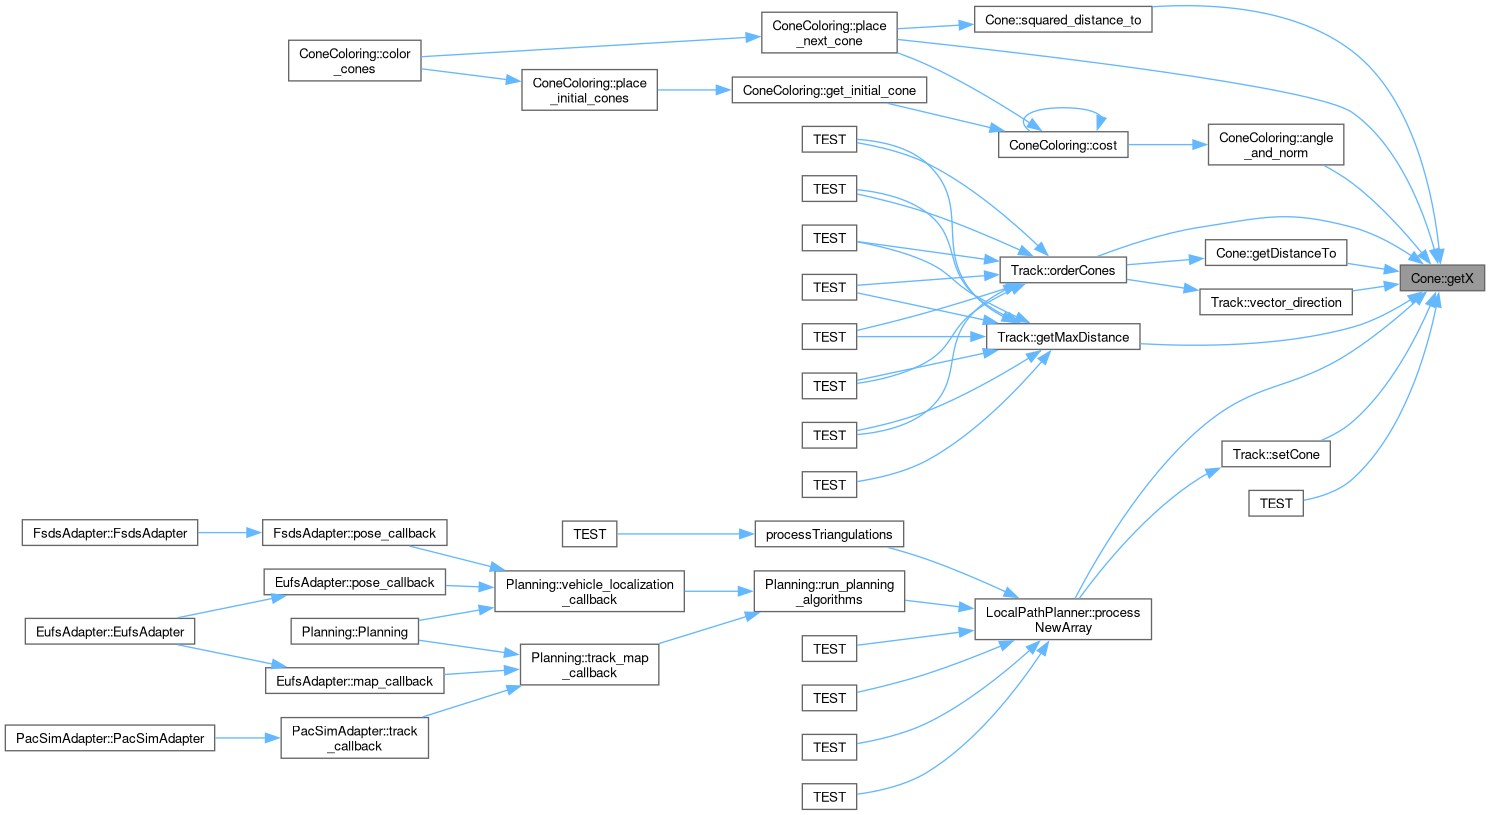 Cone::squared_distance_to
ConeColoring::place
_next_cone
ConeColoring::color
_cones
ConeColoring::place
_initial_cones
ConeColoring::get_initial_cone
TEST
ConeColoring::cost
ConeColoring::angle
_and_norm
TEST
TEST
Cone::getDistanceTo
Track::orderCones
Cone::getX
TEST
Track::vector_direction
TEST
Track::getMaxDistance
TEST
TEST
Track::setCone
TEST
TEST
FsdsAdapter::FsdsAdapter
FsdsAdapter::pose_callback
TEST
processTriangulations
EufsAdapter::pose_callback
Planning::vehicle_localization
_callback
Planning::run_planning
_algorithms
LocalPathPlanner::process
NewArray
EufsAdapter::EufsAdapter
Planning::Planning
TEST
Planning::track_map
_callback
EufsAdapter::map_callback
TEST
PacSimAdapter::PacSimAdapter
PacSimAdapter::track
_callback
TEST
TEST